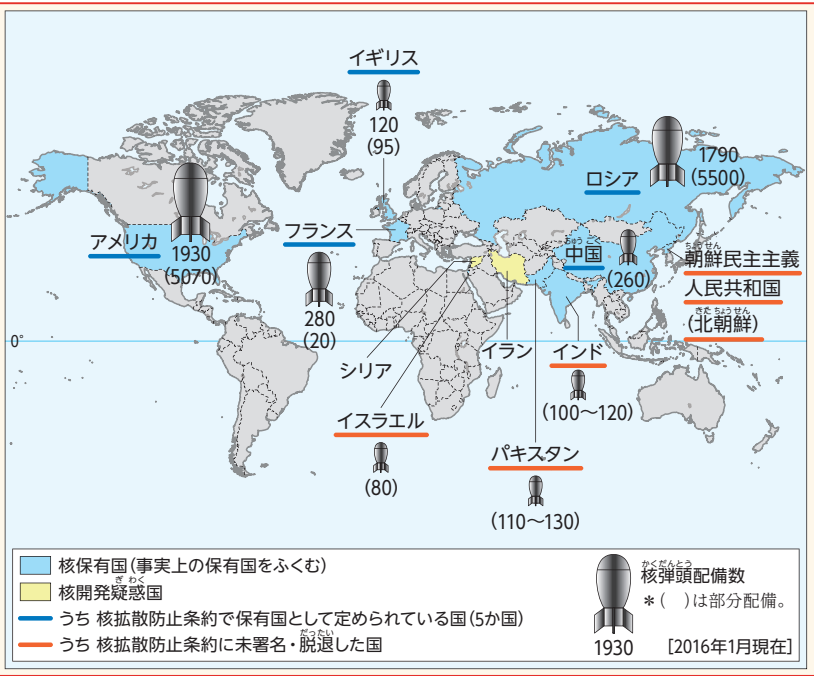 イギリス
120
(95)
1790
(5500)
ロシア
アメリカ
1930
(5070)
フランス
280
(20)
ちゅうごく
中国
(260)
ちょうせん
朝鮮民主主義
人民共和国
きたちょうせん
(北朝鮮)
0°
シリア
イラン
インド
(100〜120)
イスラエル
(80)
パキスタン
(110〜130)
核保有国(事実上の保有国をふくむ)
ぎわく
核開発疑惑国
うち 核拡散防止条約で保有国として定められている国(5か国)
だったい
うち 核拡散防止条約に未署名・脱退した国
かくだんとう
核弾頭配備数
*( )は部分配備。
1930
[2016年1月現在]